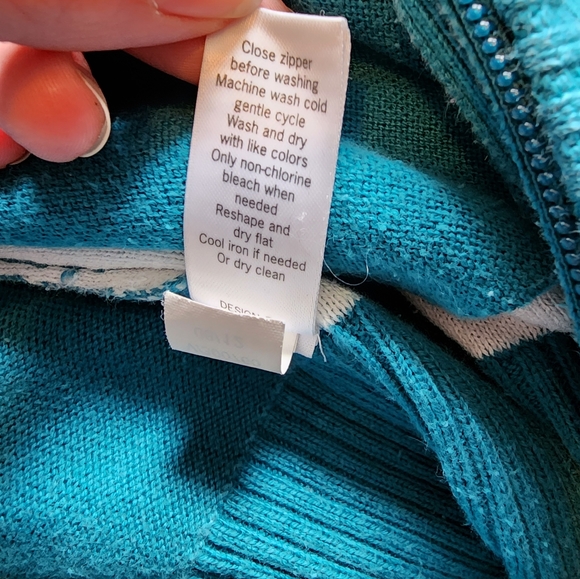 Close zipper
before washing
Machine wash cold
gentle cycle
Wash and dry
with like colors
Only non-chlorine
bleach when
needed
Reshape and
dry flat
Cool iron if needed
Or dry clean